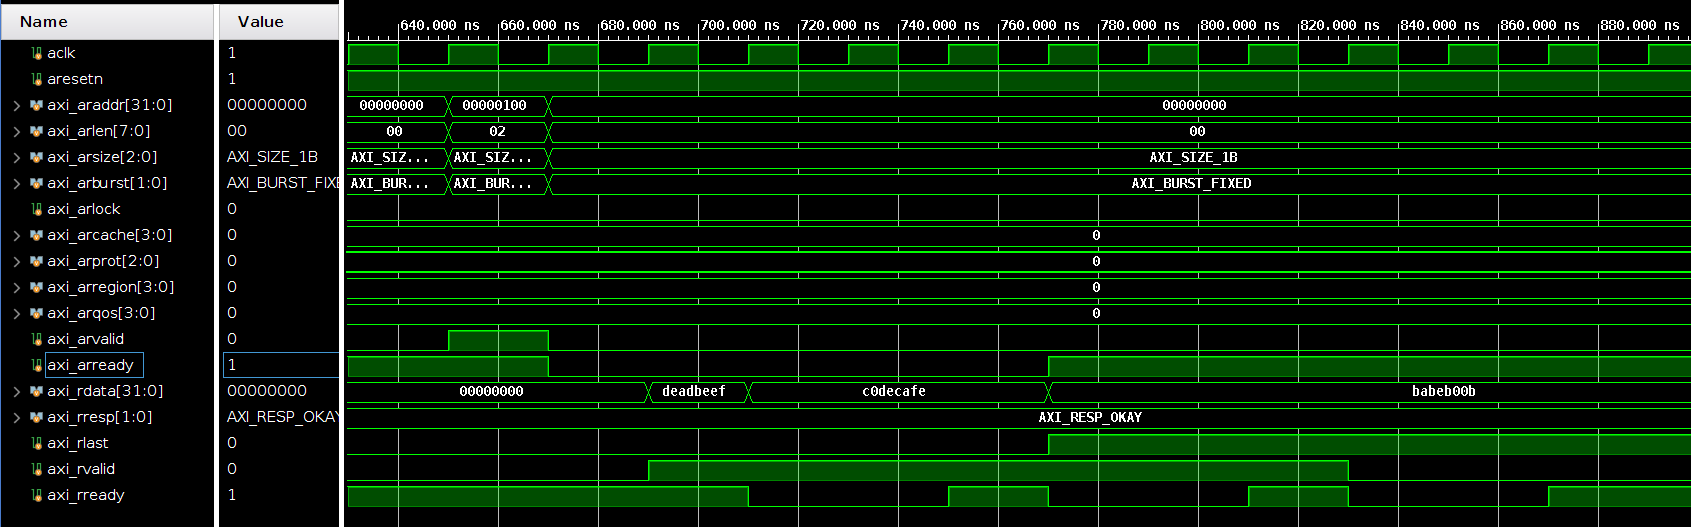 Name Value 640.000 ns 660.000 ns 680.000 ns 700.000 ns 720.000 ns 740.000 ns 760.000 ns 780.000 ns 800.000 ns 820.000 ns 840.000 ns 860.000 ns 880.000 ns
aclk 1
aresetn 1
axi_araddr[31:0] 00000000 00000000 00000100 00000000
axi_arlen[7:0] 00 00 02 00
axi_arsize[2:0] AXI_SIZE_1B AXI_SIZ... AXI_SIZ... AXI_SIZE_1B
axi_arburst[1:0] AXI_BURST_FIXE AXI_BUR... AXI_BUR... AXI_BURST_FIXED
axi_arlock 0
axi_arcache[3:0] 0 0
axi_arprot[2:0] 0 0
axi_arregion[3:0] 0 0
axi_arqos[3:0] 0 0
axi_arvalid 0
axi_arready 1
axi_rdata[31:0] 00000000 00000000 deadbeef c0decafe babeb00b
axi_rresp[1:0] AXI_RESP_OKAY AXI_RESP_OKAY
axi_rlast 0
axi_rvalid 0
axi_rready 1